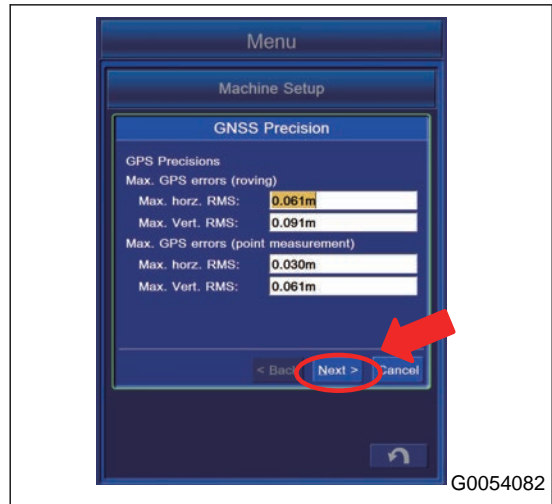 Menu
Machine Setup
GNSS Precision
GPS Precisions
Max. GPS errors (roving)
Max. horz. RMS: 0.061m
Max. Vert. RMS: 0.091m
Max. GPS errors (point measurement)
Max. horz. RMS: 0.030m
Max. Vert. RMS: 0.061m
< Back Next > Cancel
G0054082